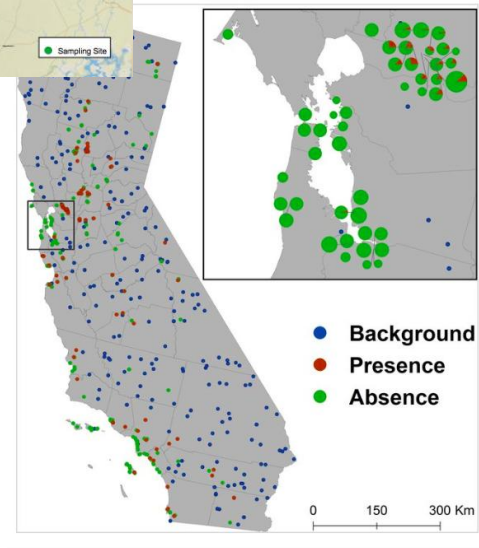 Sampling Site
Background
Presence
Absence
0 150 300 Km